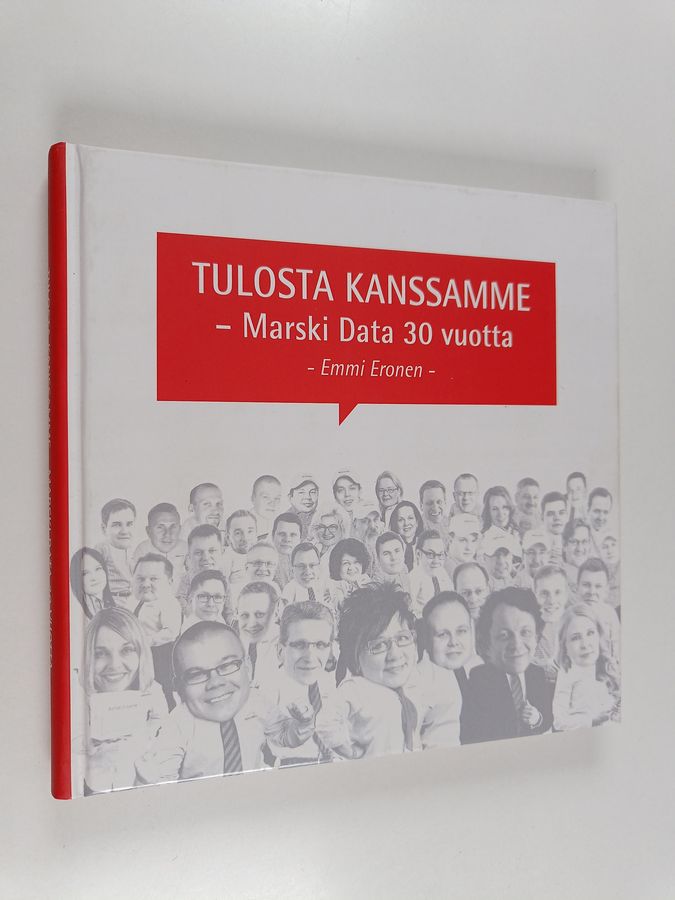 TULOSTA KANSSAMME
– Marski Data 30 vuotta
- Emmi Eronen -